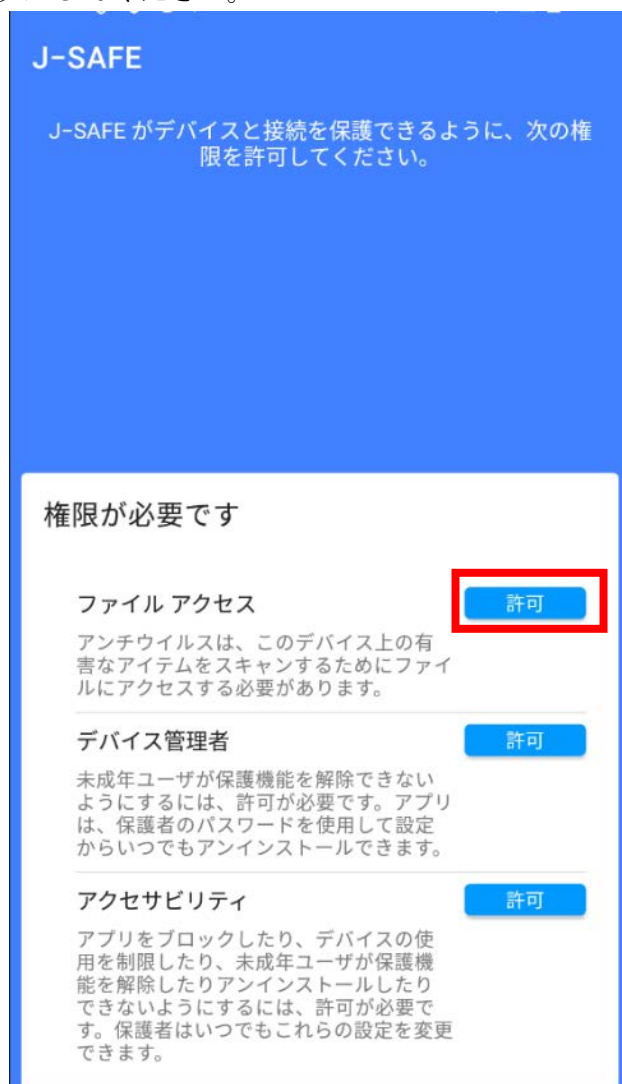 ください。
J-SAFE
J-SAFE がデバイスと接続を保護できるように、次の権
限を許可してください。
権限が必要です
ファイル アクセス
許可
アンチウイルスは、このデバイス上の有
害なアイテムをスキャンするためにファイ
ルにアクセスする必要があります。
デバイス管理者
許可
未成年ユーザが保護機能を解除できない
ようにするには、許可が必要です。アプリ
は、保護者のパスワードを使用して設定
からいつでもアンインストールできます。
アクセサビリティ
許可
アプリをブロックしたり、デバイスの使
用を制限したり、未成年ユーザが保護機
能を解除したりアンインストールしたり
できないようにするには、許可が必要で
す。保護者はいつでもこれらの設定を変更
できます。